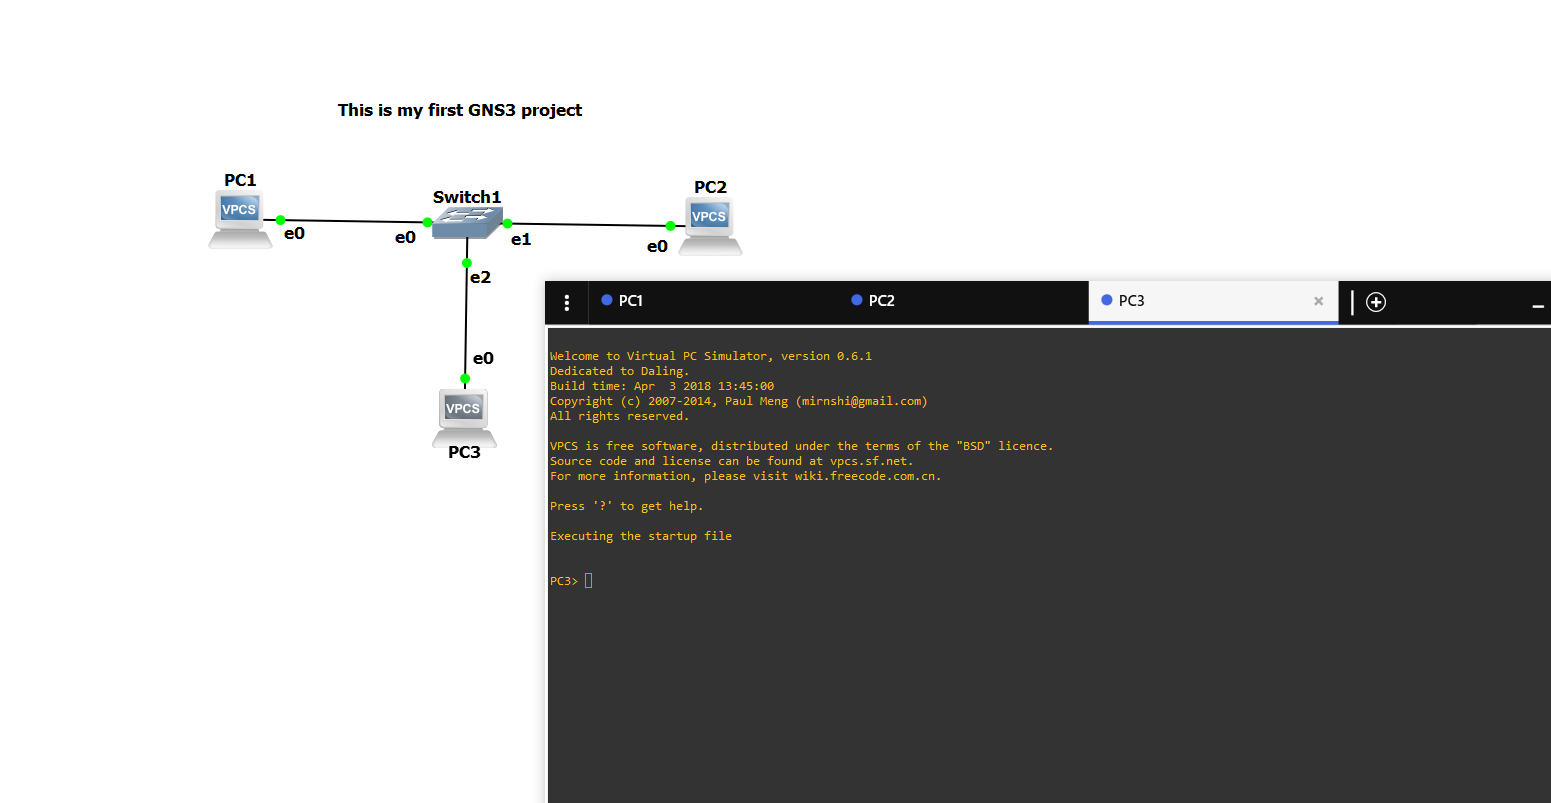 This is my first GNS3 project
PC1
VPCS
e0
e0
Switch1
e1
e2
PC2
VPCS
e0
e0
VPCS
PC3
PC1
PC2
PC3
Welcome to Virtual PC Simulator, version 0.6.1
Dedicated to Daling.
Build time: Apr  3 2018 13:45:00
Copyright (c) 2007-2014, Paul Meng (mirnshi@gmail.com)
All rights reserved.
VPCS is free software, distributed under the terms of the "BSD" licence.
Source code and license can be found at vpcs.sf.net.
For more information, please visit wiki.freecode.com.cn.
Press '?' to get help.
Executing the startup file
PC3>